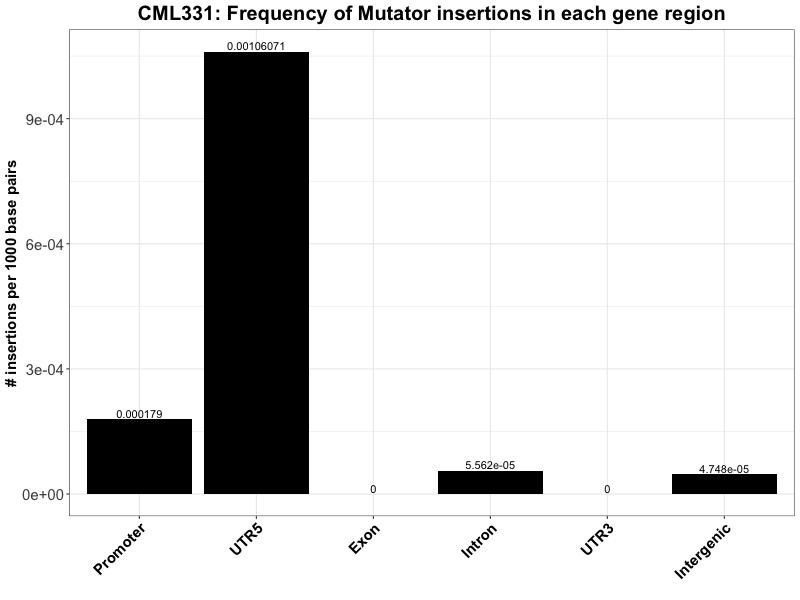 CML331: Frequency of Mutator insertions in each gene region
# insertions per 1000 base pairs
9e-04
6e-04
3e-04
0e+00
0.000179
0.00106071
0
5.562e-05
0
4.748e-05
Promoter
UTR5
Exon
Intron
UTR3
Intergenic